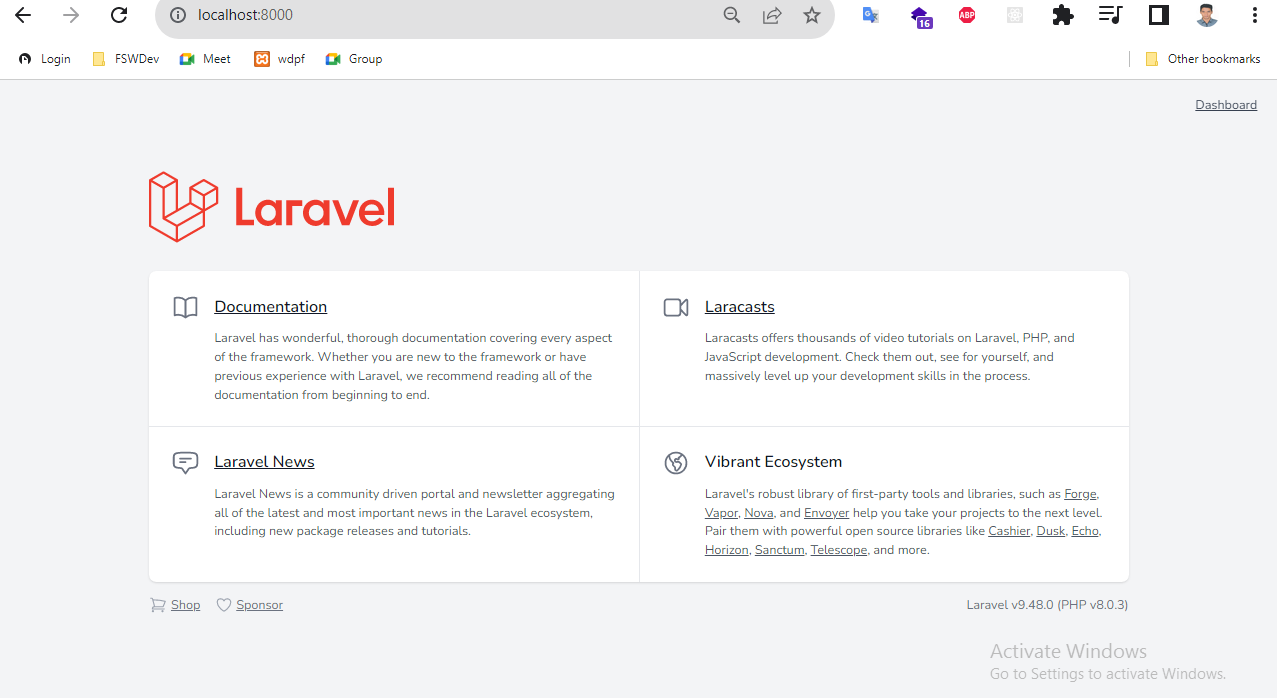 localhost:8000
16
ABP
Login FSWDev Meet wdpf Group Other bookmarks
Dashboard
Laravel
Documentation
Laravel has wonderful, thorough documentation covering every aspect
of the framework. Whether you are new to the framework or have
previous experience with Laravel, we recommend reading all of the
documentation from beginning to end.
Laracasts
Laracasts offers thousands of video tutorials on Laravel, PHP, and
JavaScript development. Check them out, see for yourself, and
massively level up your development skills in the process.
Laravel News
Laravel News is a community driven portal and newsletter aggregating
all of the latest and most important news in the Laravel ecosystem,
including new package releases and tutorials.
Vibrant Ecosystem
Laravel's robust library of first-party tools and libraries, such as Forge,
Vapor, Nova, and Envoyer help you take your projects to the next level.
Pair them with powerful open source libraries like Cashier, Dusk, Echo,
Horizon, Sanctum, Telescope, and more.
Shop Sponsor
Laravel v9.48.0 (PHP v8.0.3)
Activate Windows
Go to Settings to activate Windows.